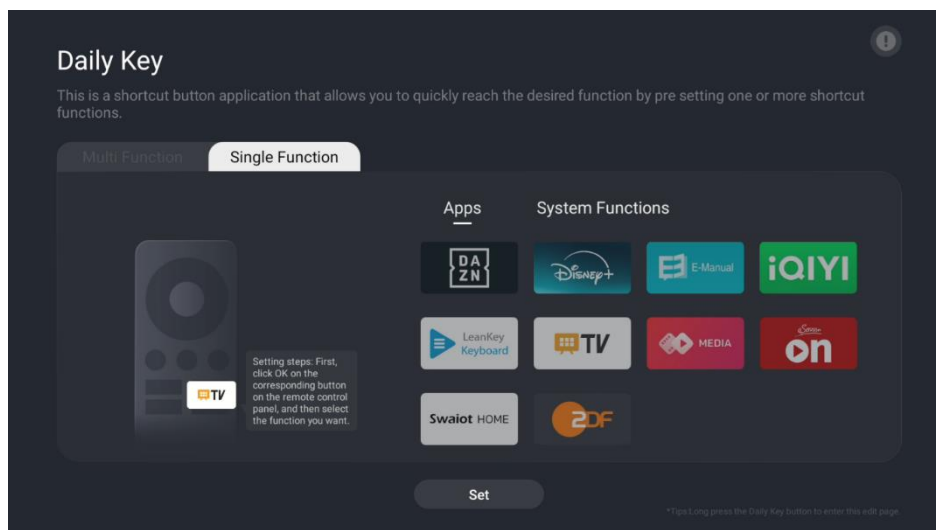 Daily Key
This is a shortcut button application that allows you to quickly reach the desired function by pre setting one or more shortcut
functions.
Multi Function
Single Function
Apps
System Functions
DA
ZN
Disney+
E-Manual
iQIYI
LeanKey
Keyboard
TV
MEDIA
on
Swaiot HOME
ZDF
TV
Setting steps: First,
click OK on the
corresponding button
on the remote control
panel, and then select
the function you want.
Set
*Tips:Long press the Daily Key button to enter this edit page.